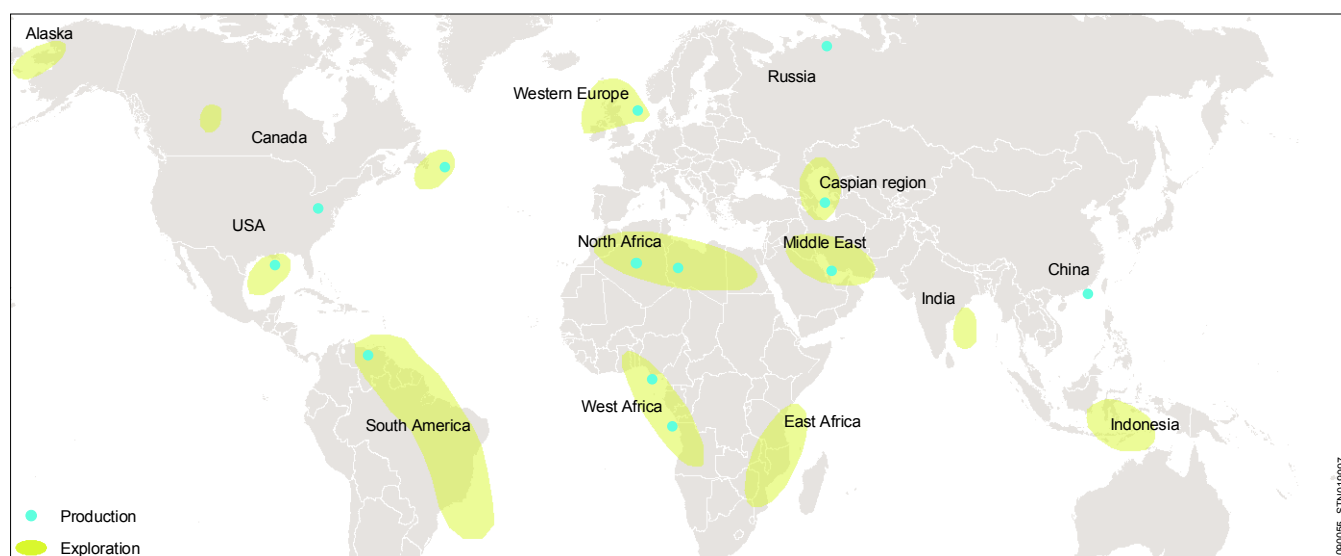 Alaska
Russia
Western Europe
Canada
Caspian region
USA
North Africa
Middle East
China
India
West Africa
East Africa
South America
Indonesia
Production
Exploration